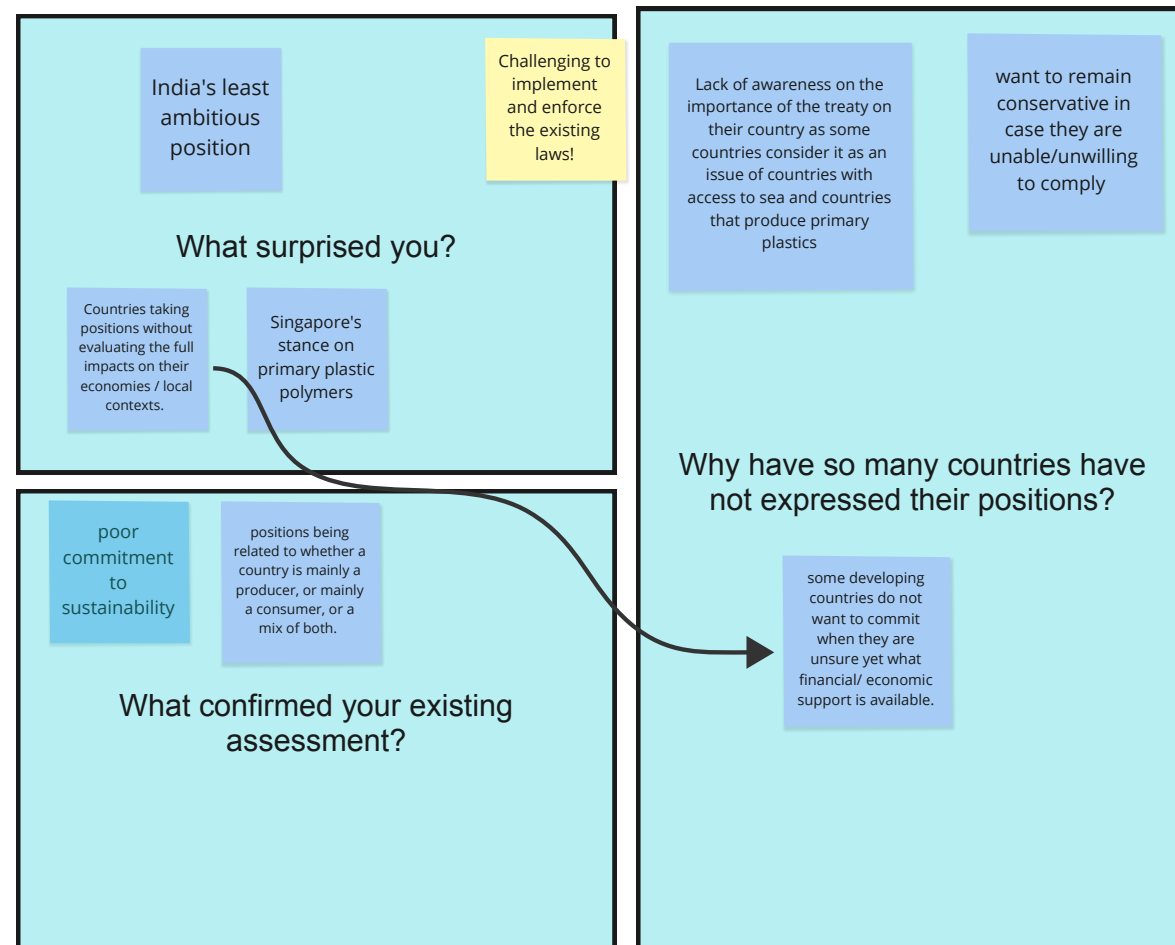 India's least
ambitious
position
Challenging to
implement
and enforce
the existing
laws!
What surprised you?
Countries taking
positions without
evaluating the full
impacts on their
economies / local
contexts.
Singapore's
stance on
primary plastic
polymers
poor
commitment
to
sustainability
positions being
related to whether a
country is mainly a
producer, or mainly
a consumer, or a
mix of both.
What confirmed your existing
assessment?
Lack of awareness on the
importance of the treaty on
their country as some
countries consider it as an
issue of countries with
access to sea and countries
that produce primary
plastics
want to remain
conservative in
case they are
unable/unwilling
to comply
Why have so many countries have
not expressed their positions?
some developing
countries do not
want to commit
when they are
unsure yet what
financial/ economic
support is available.